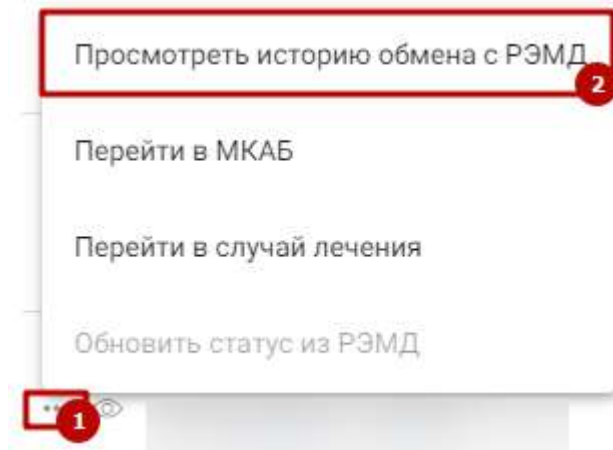 Просмотреть историю обмена с РЭМД
2
Перейти в МКАБ
Перейти в случай лечения
Обновить статус из РЭМД
1